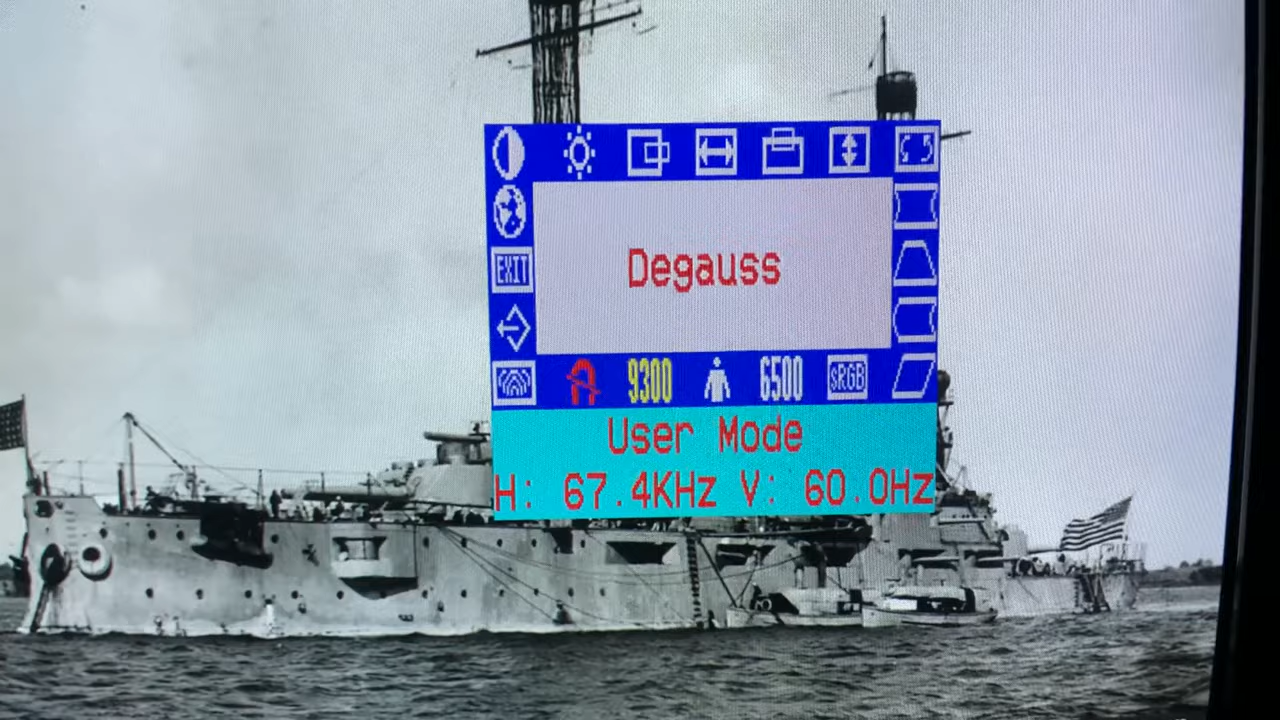 EXIT
Degauss
9300 6500 sRGB
User Mode
H: 67.4KHz V: 60.0Hz